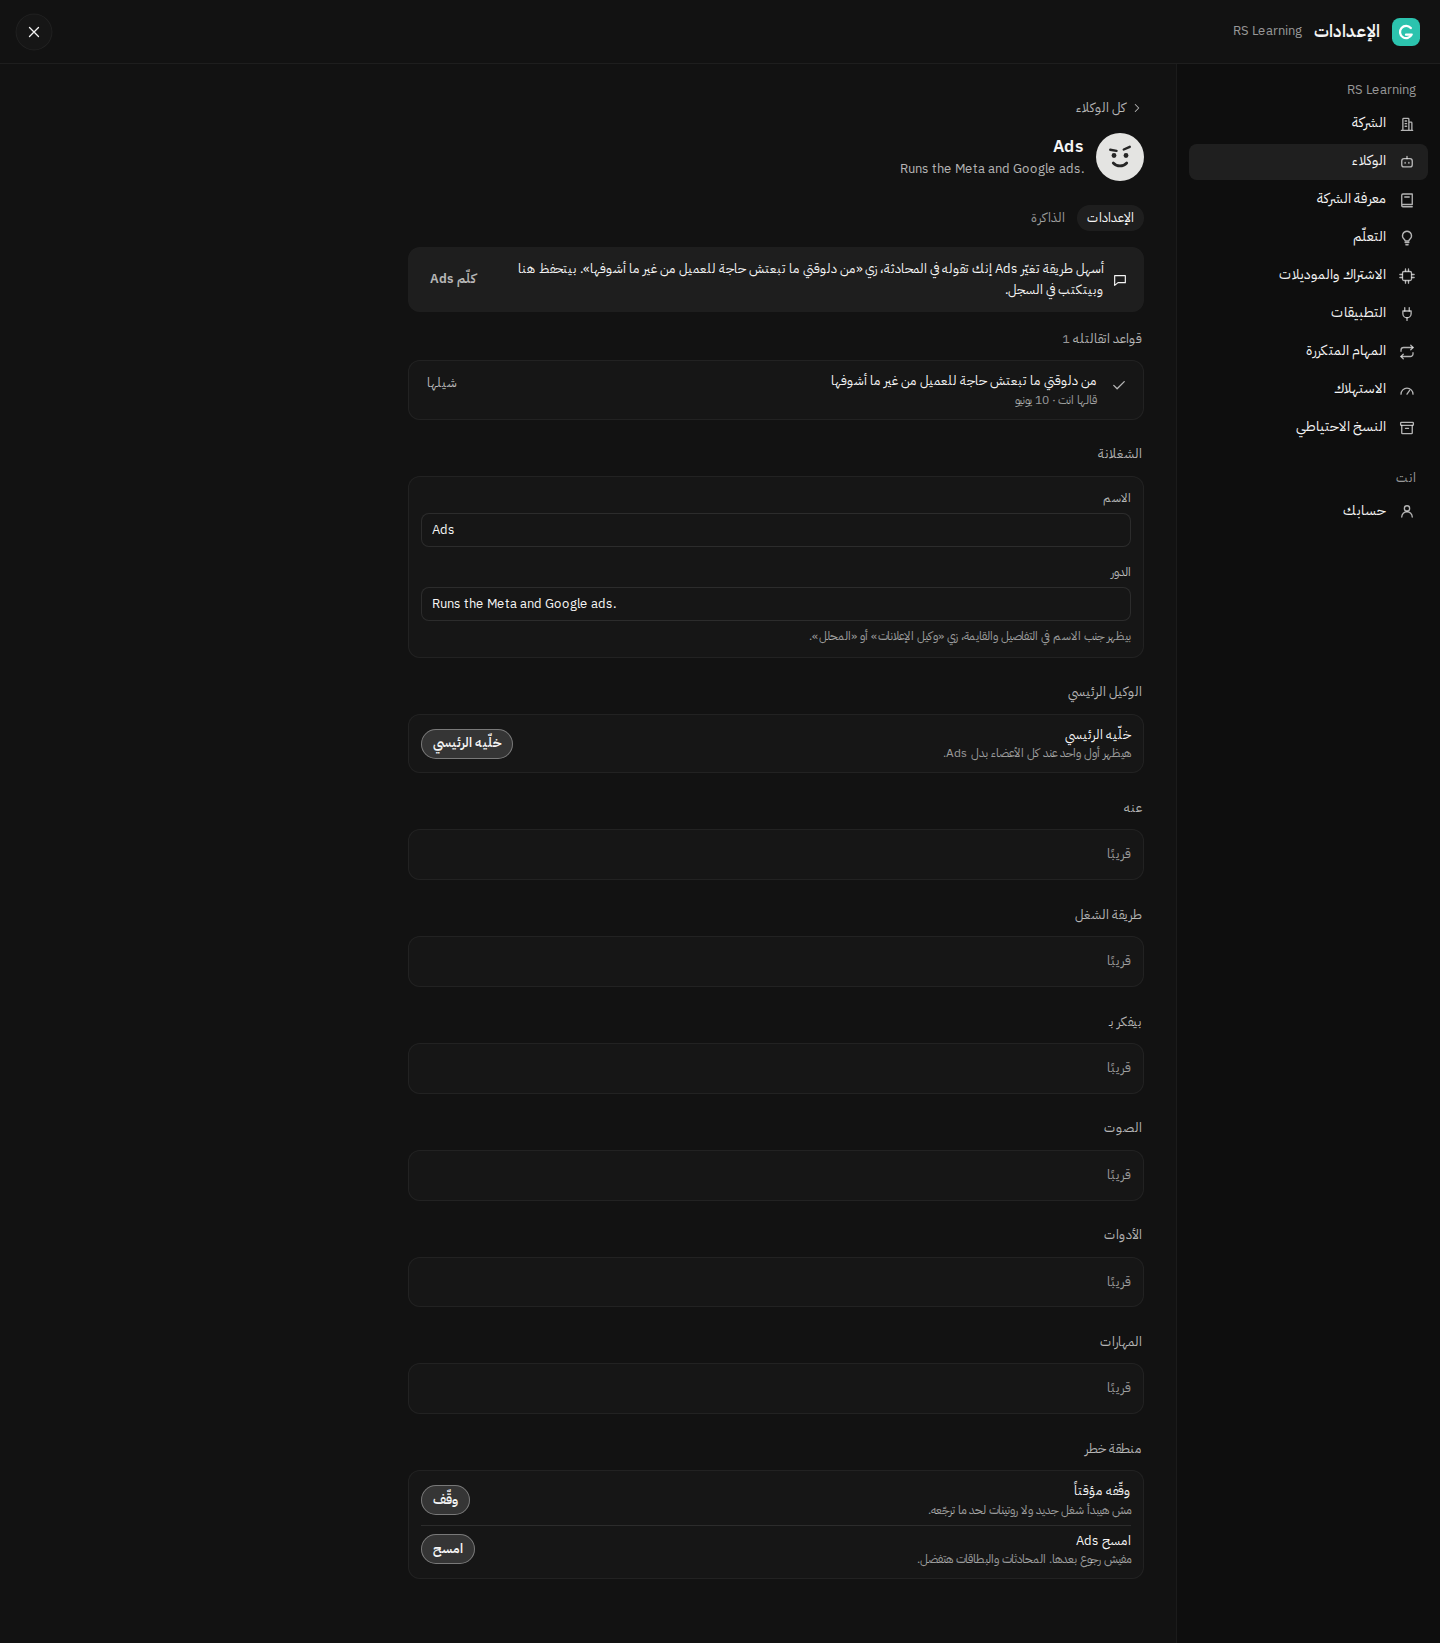 الإعدادات RS Learning
RS Learning
الشركة
الوكلاء
معرفة الشركة
التعلّم
الاشتراك والموديلات
التطبيقات
المهام المتكررة
الاستهلاك
النسخ الاحتياطي
انت
حسابك
كل الوكلاء
Ads
Runs the Meta and Google ads.
الإعدادات الذاكرة
أسهل طريقة تغيّر Ads إنك تقوله في المحادثة، زي «من دلوقتي ما تبعتش حاجة للعميل من غير ما أشوفها». بيتحفظ هنا
وبيتكتب في السجل.
كلّم Ads
قواعد اتقالتله 1
من دلوقتي ما تبعتش حاجة للعميل من غير ما أشوفها
قالها انت · 10 يونيو
شيلها
الشغلانة
الاسم
Ads
الدور
Runs the Meta and Google ads.
بيظهر جنب الاسم في التفاصيل والقايمة، زي «وكيل الإعلانات» أو «المحلل».
الوكيل الرئيسي
خلّيه الرئيسي
هيظهر أول واحد عند كل الأعضاء بدل Ads.
خلّيه الرئيسي
عنه
قريبًا
طريقة الشغل
قريبًا
بيفكر بـ
قريبًا
الصوت
قريبًا
الأدوات
قريبًا
المهارات
قريبًا
منطقة خطر
وقّفه مؤقتاً
مش هيبدأ شغل جديد ولا روتينات لحد ما ترجّعه.
وقّف
امسح Ads
مفيش رجوع بعدها. المحادثات والبطاقات هتفضل.
امسح